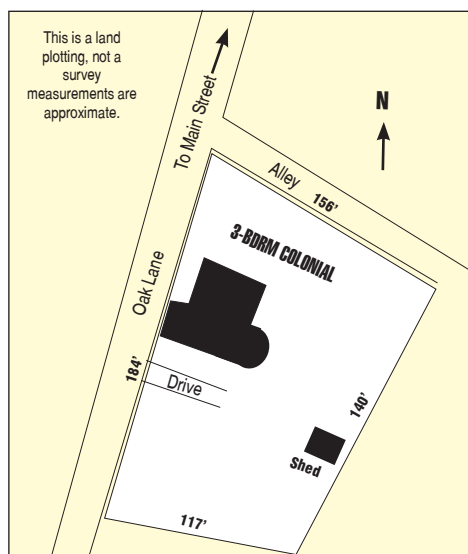 This is a land
plotting, not a
survey
measurements are
approximate.
To Main Street
N
Alley
156'
3-BDRM COLONIAL
Oak Lane
184'
Drive
140'
Shed
117'